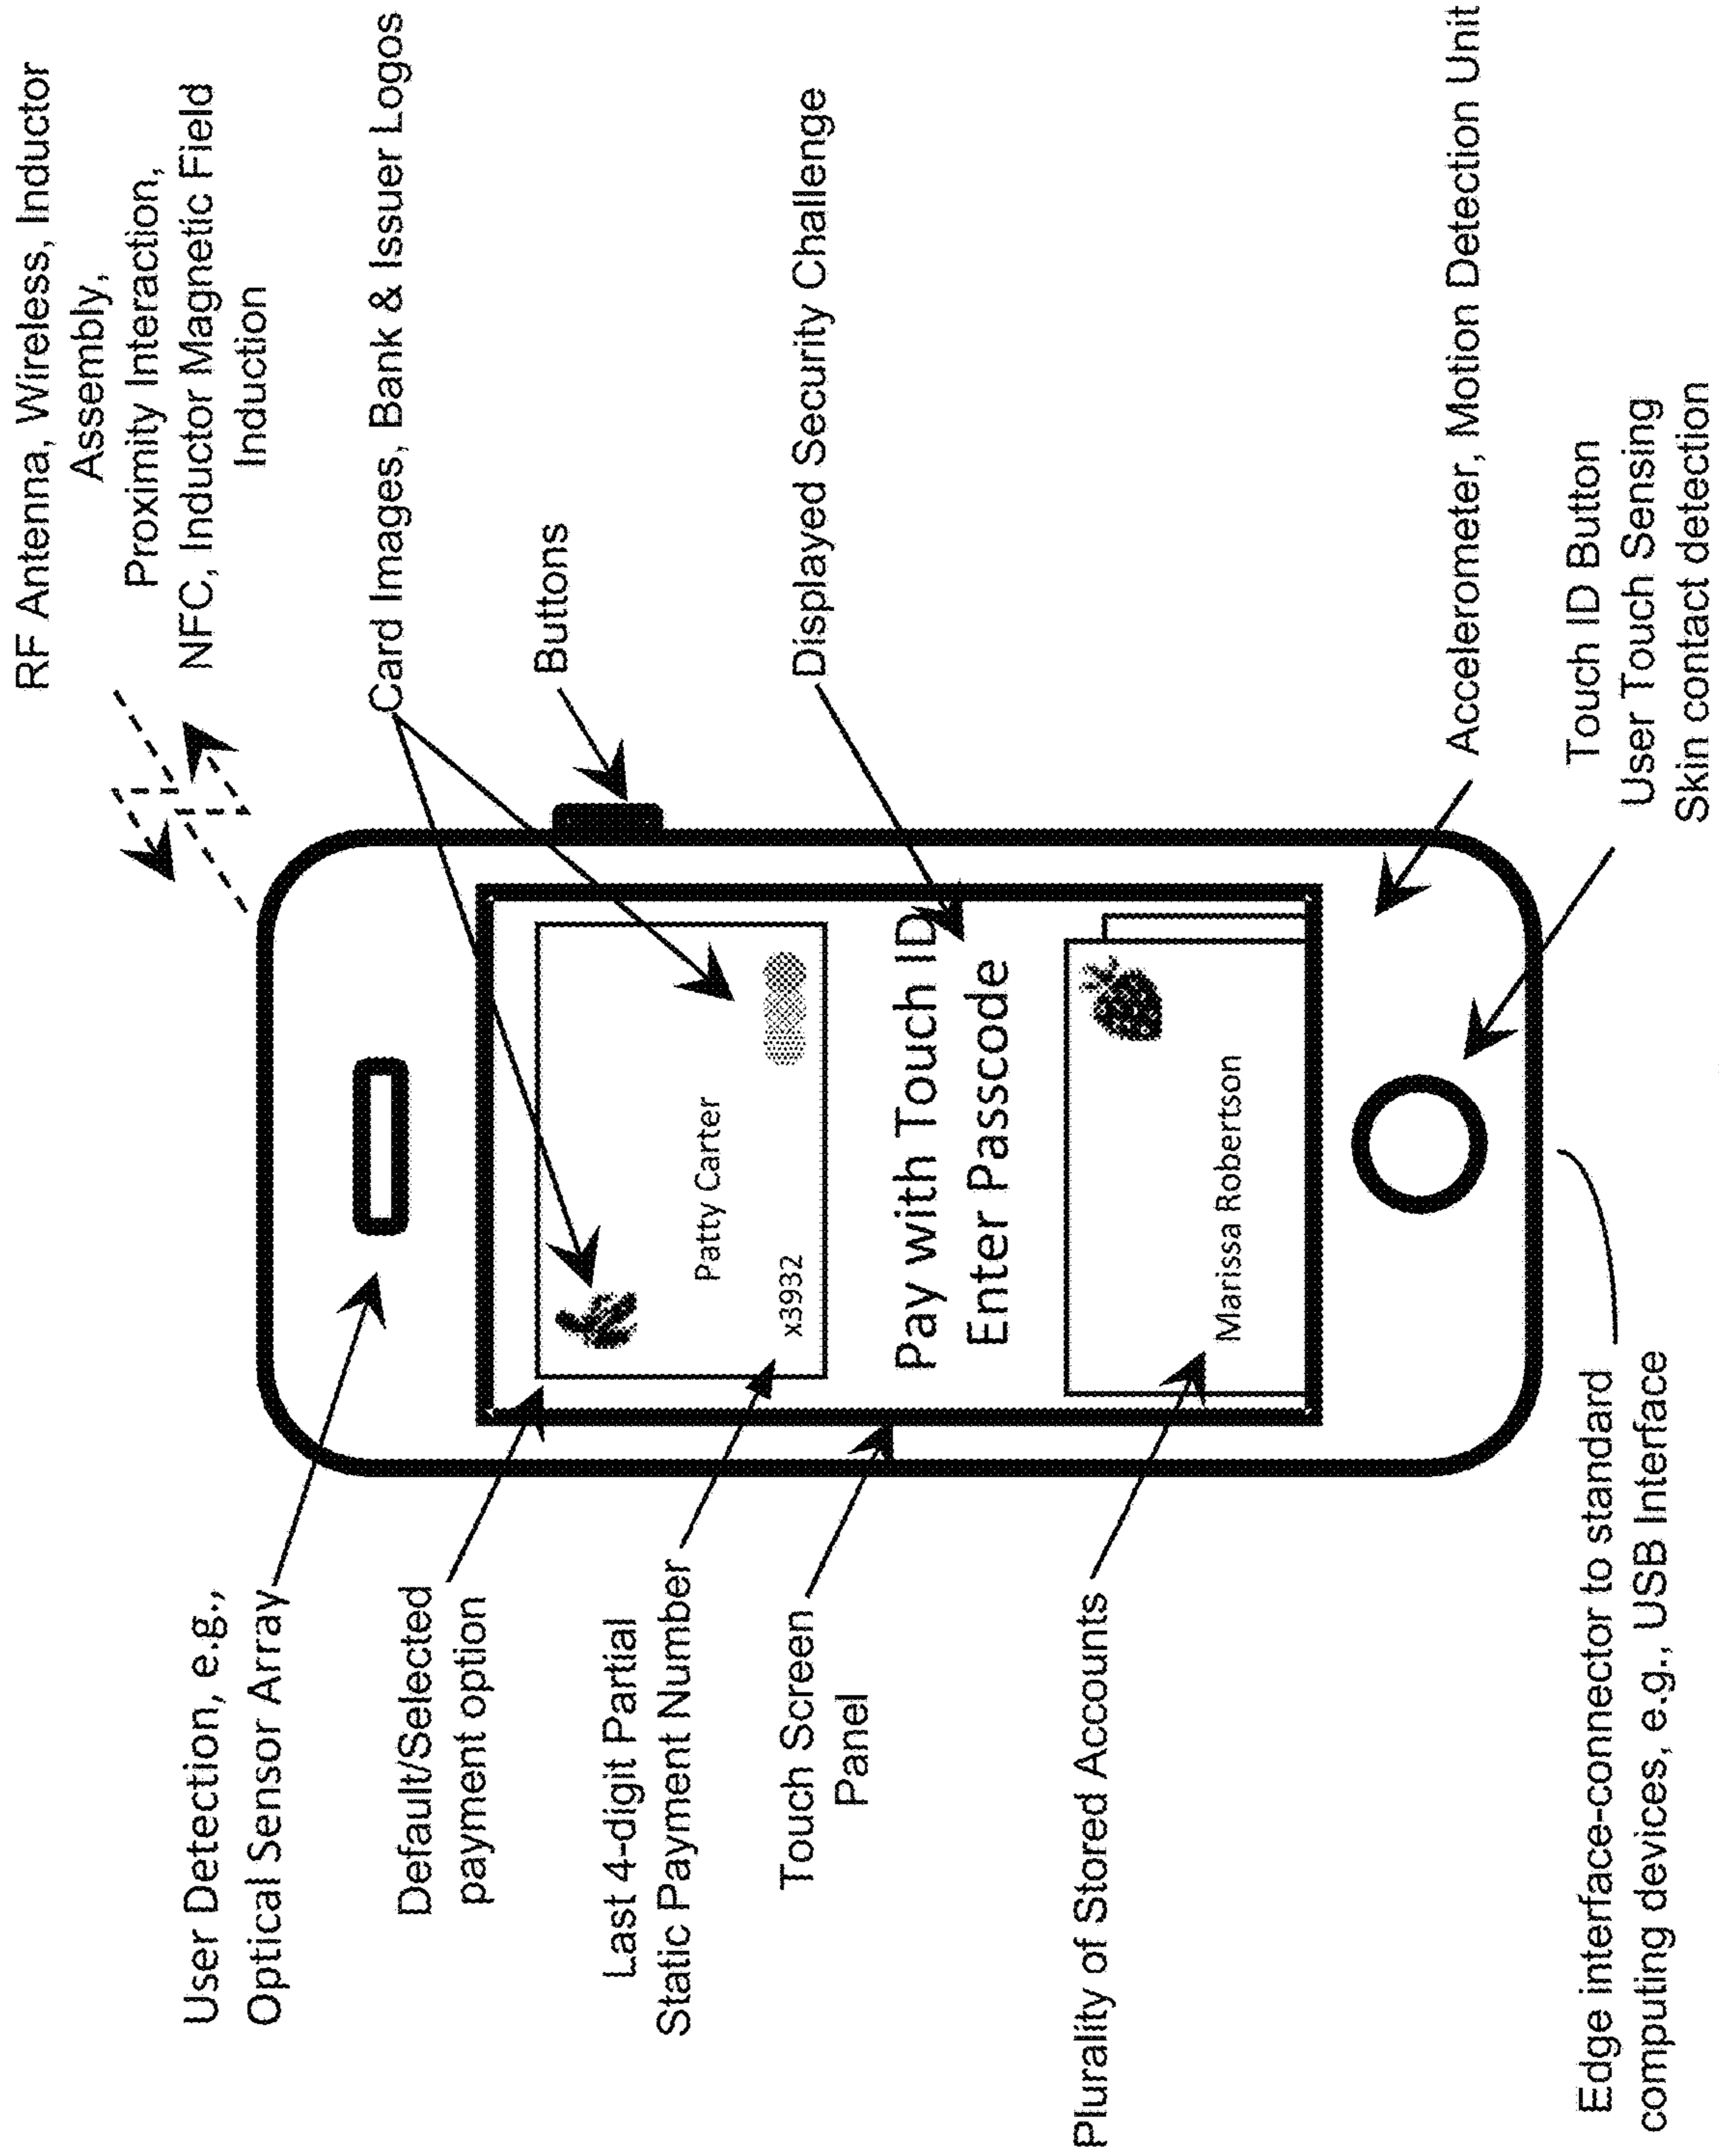 RF Antenna, Wireless, Inductor
Assembly,
Proximity Interaction,
NFC, Inductor Magnetic Field
Induction
User Detection, e.g.,
Optical Sensor Array
Card Images, Bank & Issuer Logos
Default/Selected
payment option
Buttons
Last 4-digit Partial
Static Payment Number
Patty Carter
x3932
Touch Screen
Panel
Displayed Security Challenge
Pay with Touch ID
Enter Passcode
Plurality of Stored Accounts
Marissa Robertson
Accelerometer, Motion Detection Unit
Touch ID Button
User Touch Sensing
Skin contact detection
Edge interface-connector to standard
computing devices, e.g., USB Interface